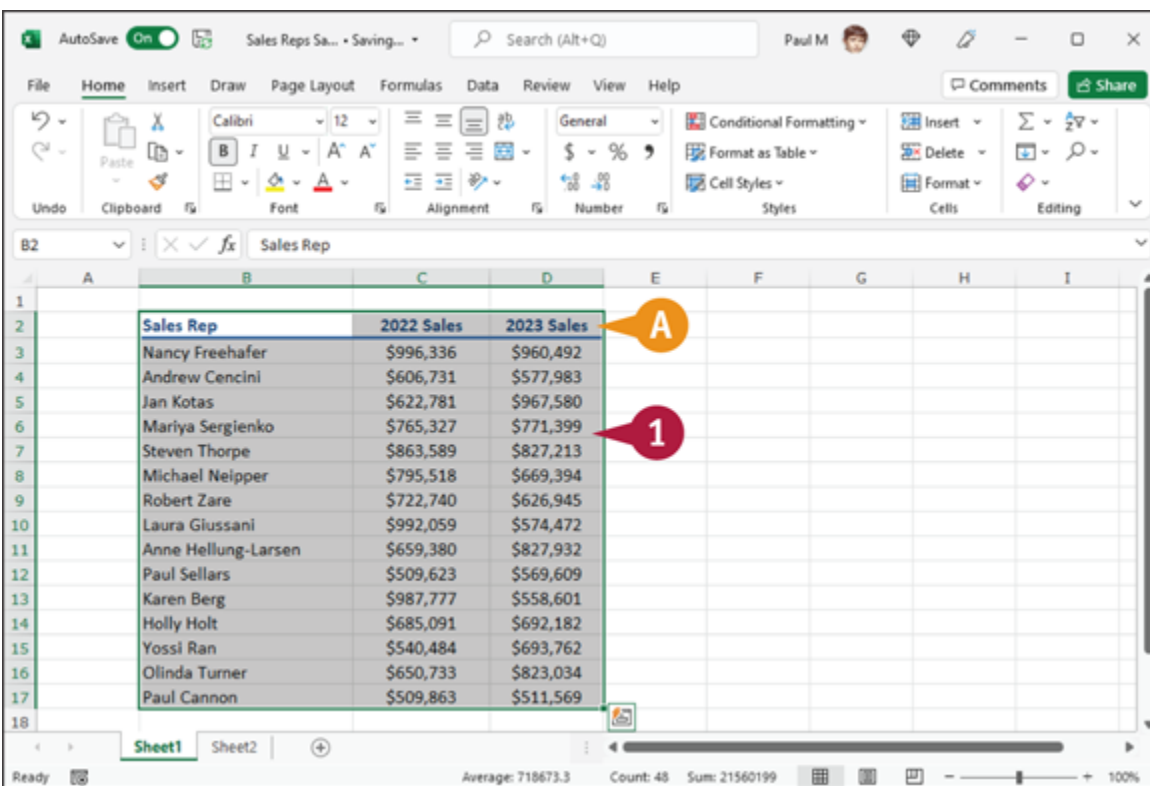 AutoSave On Sales Reps Sa... • Saving... Search (Alt+Q) Paul M
File Home Insert Draw Page Layout Formulas Data Review View Help Comments Share
Calibri 12 General Conditional Formatting Insert
Paste B I U A A $ % Format as Table Delete
A Cell Styles Format
Undo Clipboard Font Alignment Number Styles Cells Editing
B2 fx Sales Rep
A B C D E F G H I
1
2 Sales Rep 2022 Sales 2023 Sales A
3 Nancy Freehafer $996,336 $960,492
4 Andrew Cencini $606,731 $577,983
5 Jan Kotas $622,781 $967,580
6 Mariya Sergienko $765,327 $771,399 1
7 Steven Thorpe $863,589 $827,213
8 Michael Neipper $795,518 $669,394
9 Robert Zare $722,740 $626,945
10 Laura Giussani $992,059 $574,472
11 Anne Hellung-Larsen $659,380 $827,932
12 Paul Sellars $509,623 $569,609
13 Karen Berg $987,777 $558,601
14 Holly Holt $685,091 $692,182
15 Yossi Ran $540,484 $693,762
16 Olinda Turner $650,733 $823,034
17 Paul Cannon $509,863 $511,569
18
Sheet1 Sheet2
Ready Average: 718673.3 Count: 48 Sum: 21560199 100%